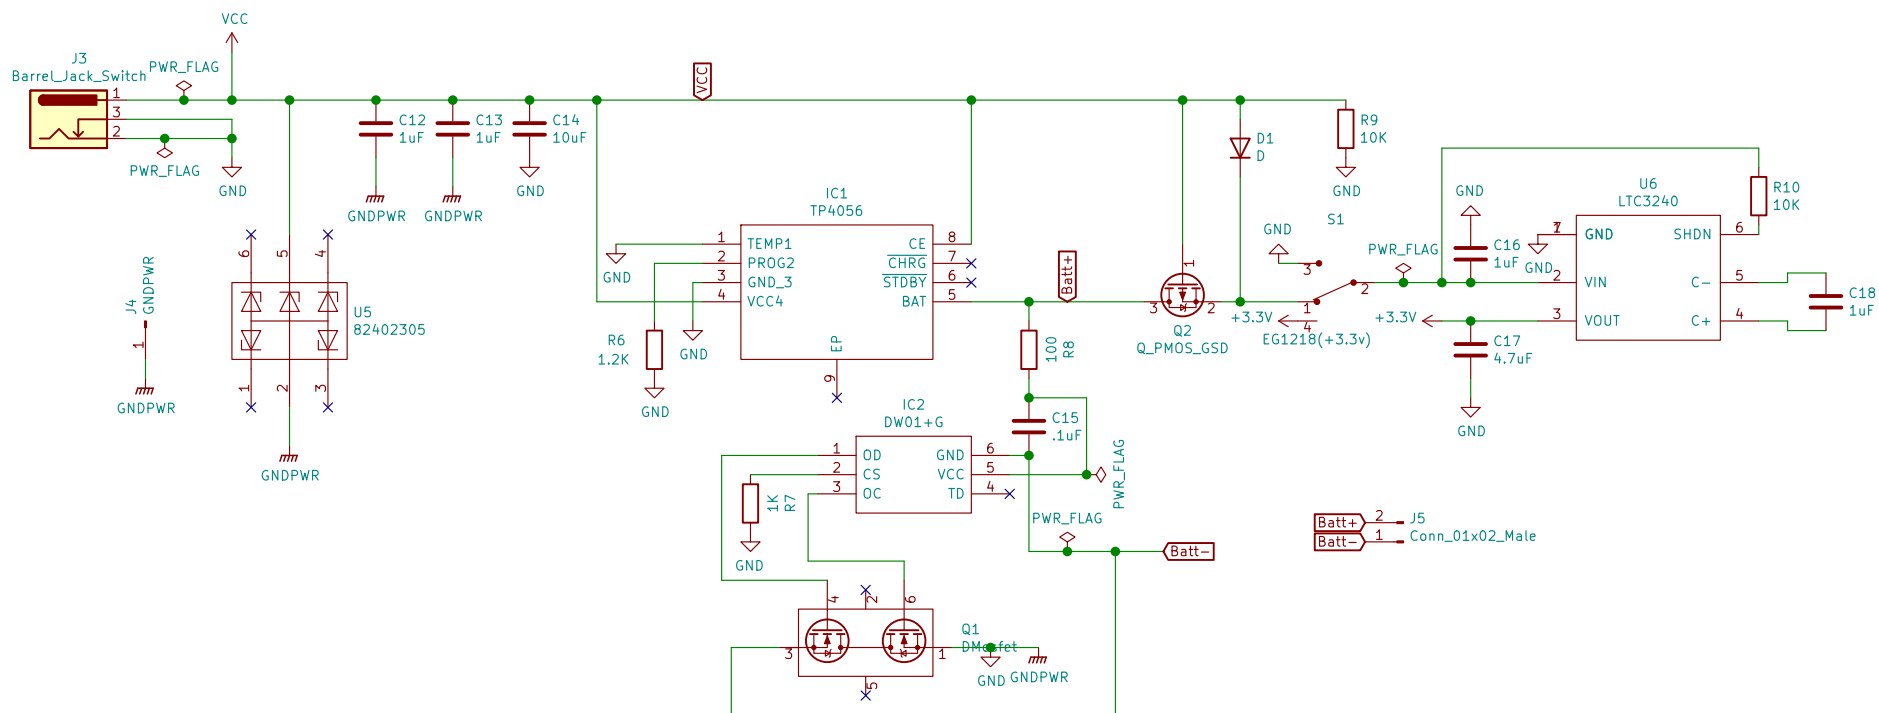 VCC
J3
Barrel_Jack_Switch
PWR_FLAG
1
3
2
PWR_FLAG
GND
VCC
C12
1uF
C13
1uF
C14
10uF
GNDPWR
GNDPWR
GND
D1
D
R9
10K
GND
J4
GNDPWR
1
GNDPWR
6
5
4
U5
82402305
1
2
3
GNDPWR
IC1
TP4056
1
TEMP1
2
PROG2
3
GND_3
4
VCC4
CE
8
CHRG
7
STDBY
6
BAT
5
EP
9
GND
R6
1.2K
GND
GND
Batt+
1
3
2
Q2
Q_PMOS_GSD
100
R8
S1
GND
3
2
1
4
+3.3V
EG1218(+3.3v)
PWR_FLAG
GND
C16
1uF
+3.3V
C17
4.7uF
GND
U6
LTC3240
GND
GND
2
VIN
3
VOUT
SHDN
6
C-
5
C+
4
R10
10K
C18
1uF
IC2
DW01+G
1
OD
2
CS
3
OC
GND
6
VCC
5
TD
4
C15
.1uF
PWR_FLAG
1K
R7
GND
PWR_FLAG
Batt-
Batt+
2
J5
Batt-
1
Conn_01x02_Male
4
2
6
Q1
DMosfet
3
1
5
GND
GNDPWR